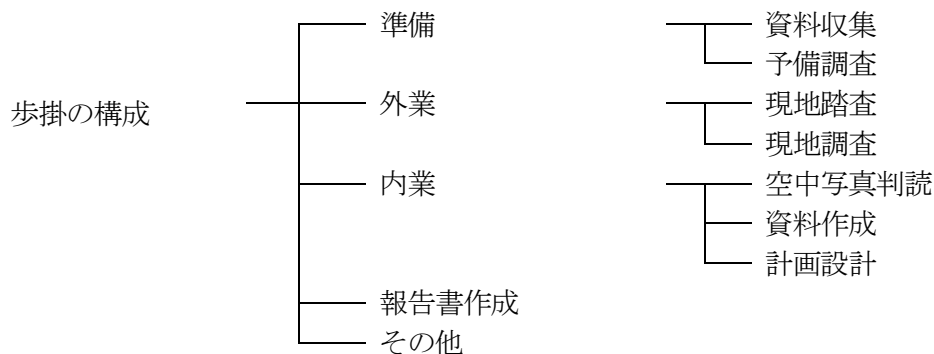 歩掛の構成
準備
資料収集
予備調査
外業
現地踏査
現地調査
内業
空中写真判読
資料作成
計画設計
報告書作成
その他